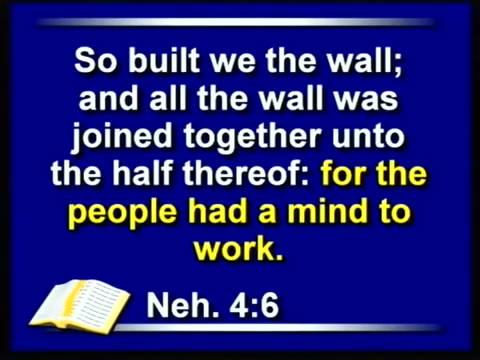 So built we the wall;
and all the wall was
joined together unto
the half thereof: for the
people had a mind to
work.
Neh. 4:6